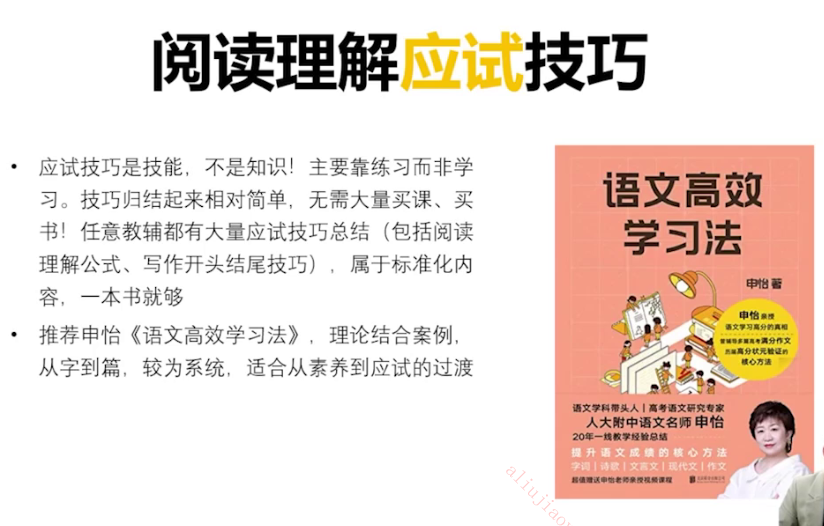 阅读理解应试技巧
• 应试技巧是技能，不是知识！主要靠练习而非学
习。技巧归结起来相对简单，无需大量买课、买
书！任意教辅都有大量应试技巧总结（包括阅读
理解公式、写作开头结尾技巧），属于标准化内
容，一本书就够
• 推荐申怡《语文高效学习法》，理论结合案例，
从字到篇，较为系统，适合从素养到应试的过渡
语文高效
学习法
申怡 著
申怡亲授
语文学习高分的真相
曾辅导多届高考满分作文
历届高分状元验证的
核心方法
语文学科带头人｜高考语文研究专家
人大附中语文名师 申怡
20年一线教学经验总结
提升语文成绩的核心方法
字词｜诗歌｜文言文｜现代文｜作文
超值赠送申怡老师亲授视频课程
aliujiao